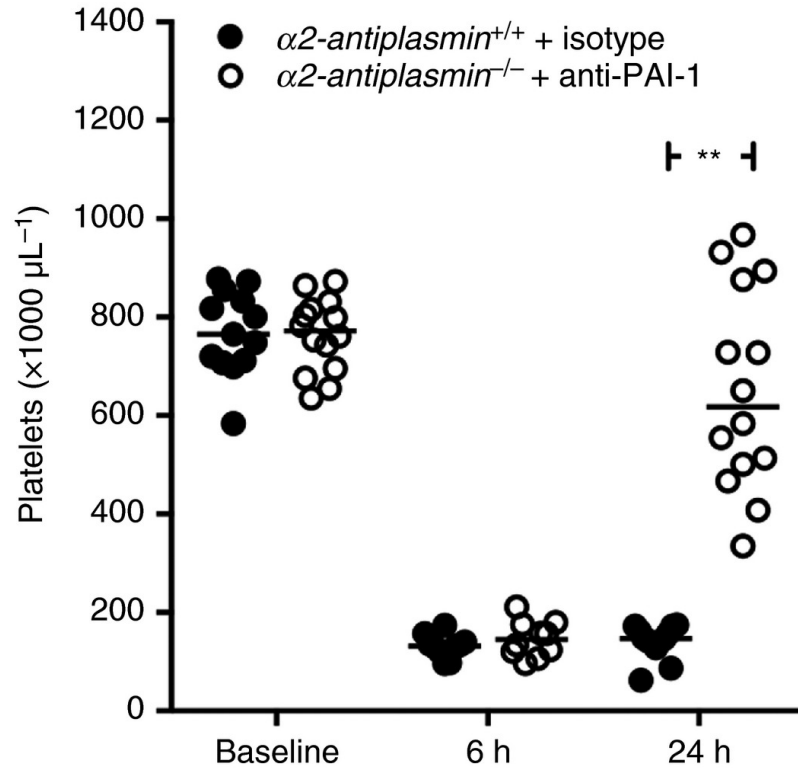 1400
α2-antiplasmin+/+ + isotype
α2-antiplasmin–/– + anti-PAI-1
1200
**
1000
800
600
400
200
0
Platelets (×1000 µL–1)
Baseline 6 h 24 h